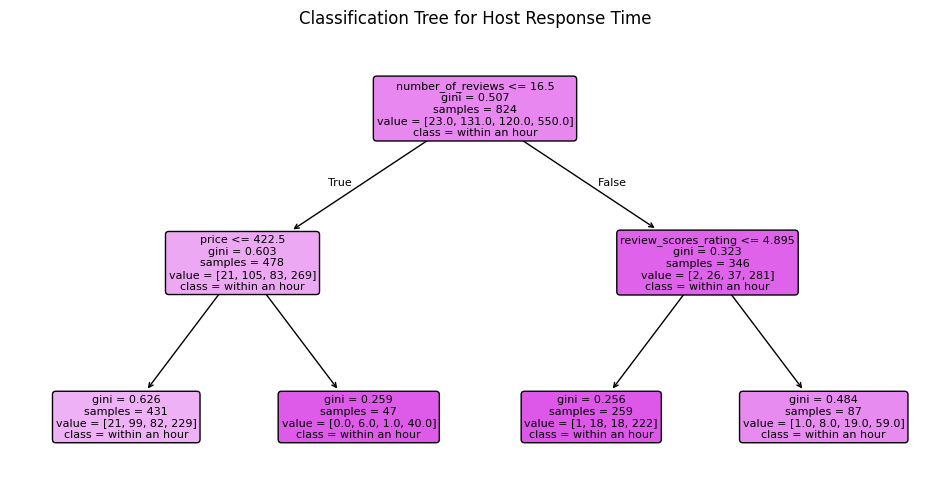 Classification Tree for Host Response Time
number_of_reviews <= 16.5
gini = 0.507
samples = 824
value = [23.0, 131.0, 120.0, 550.0]
class = within an hour
True
False
price <= 422.5
gini = 0.603
samples = 478
value = [21, 105, 83, 269]
class = within an hour
review_scores_rating <= 4.895
gini = 0.323
samples = 346
value = [2, 26, 37, 281]
class = within an hour
gini = 0.626
samples = 431
value = [21, 99, 82, 229]
class = within an hour
gini = 0.259
samples = 47
value = [0.0, 6.0, 1.0, 40.0]
class = within an hour
gini = 0.256
samples = 259
value = [1, 18, 18, 222]
class = within an hour
gini = 0.484
samples = 87
value = [1.0, 8.0, 19.0, 59.0]
class = within an hour